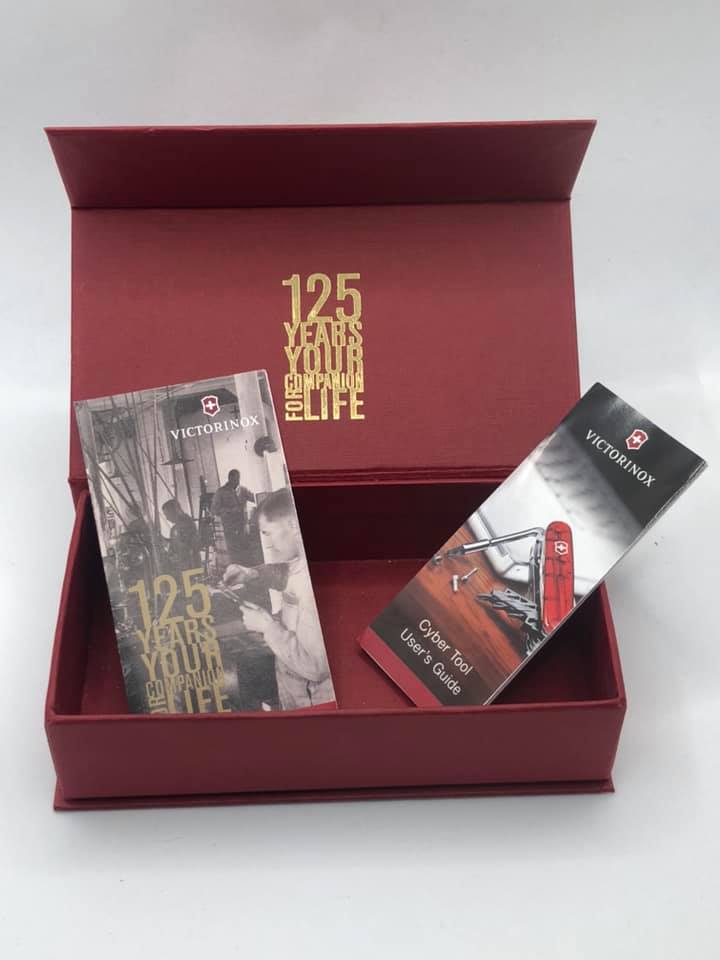 125
YEARS
YOUR
COMPANION
FOR LIFE
VICTORINOX
125
YEARS
YOUR
COMPANION
FOR LIFE
VICTORINOX
Cyber Tool
User's Guide